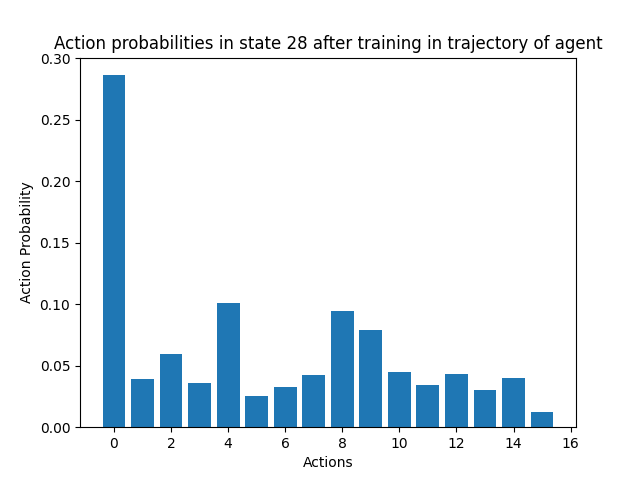 Action probabilities in state 28 after training in trajectory of agent
0.30
0.25
0.20
0.15
0.10
0.05
0.00
Action Probability
0 2 4 6 8 10 12 14 16
Actions